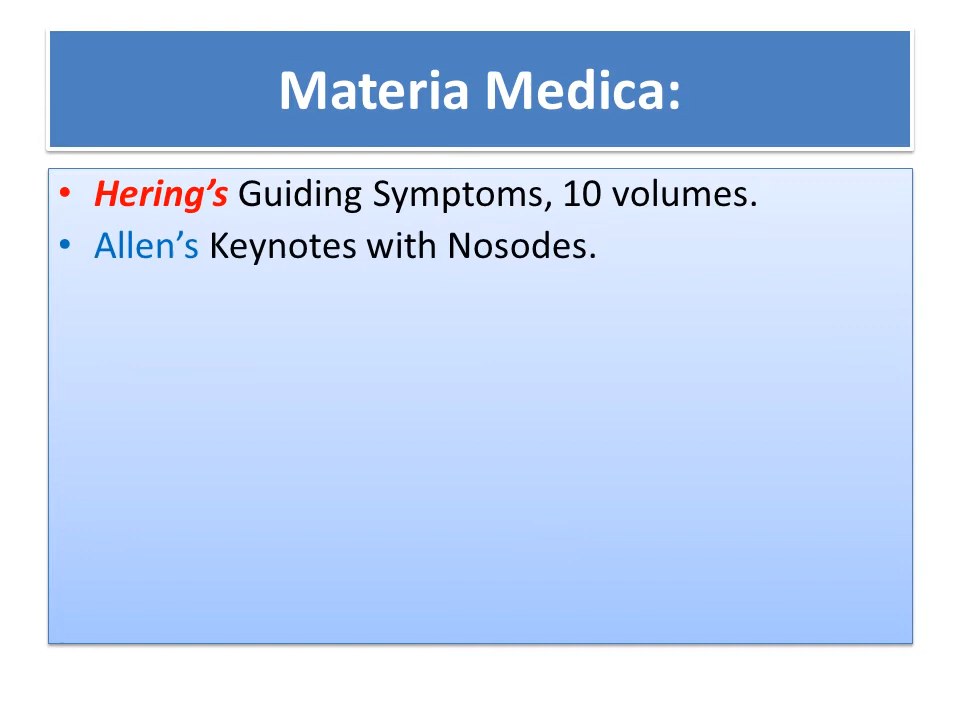 Materia Medica:
• Hering’s Guiding Symptoms, 10 volumes.
• Allen’s Keynotes with Nosodes.